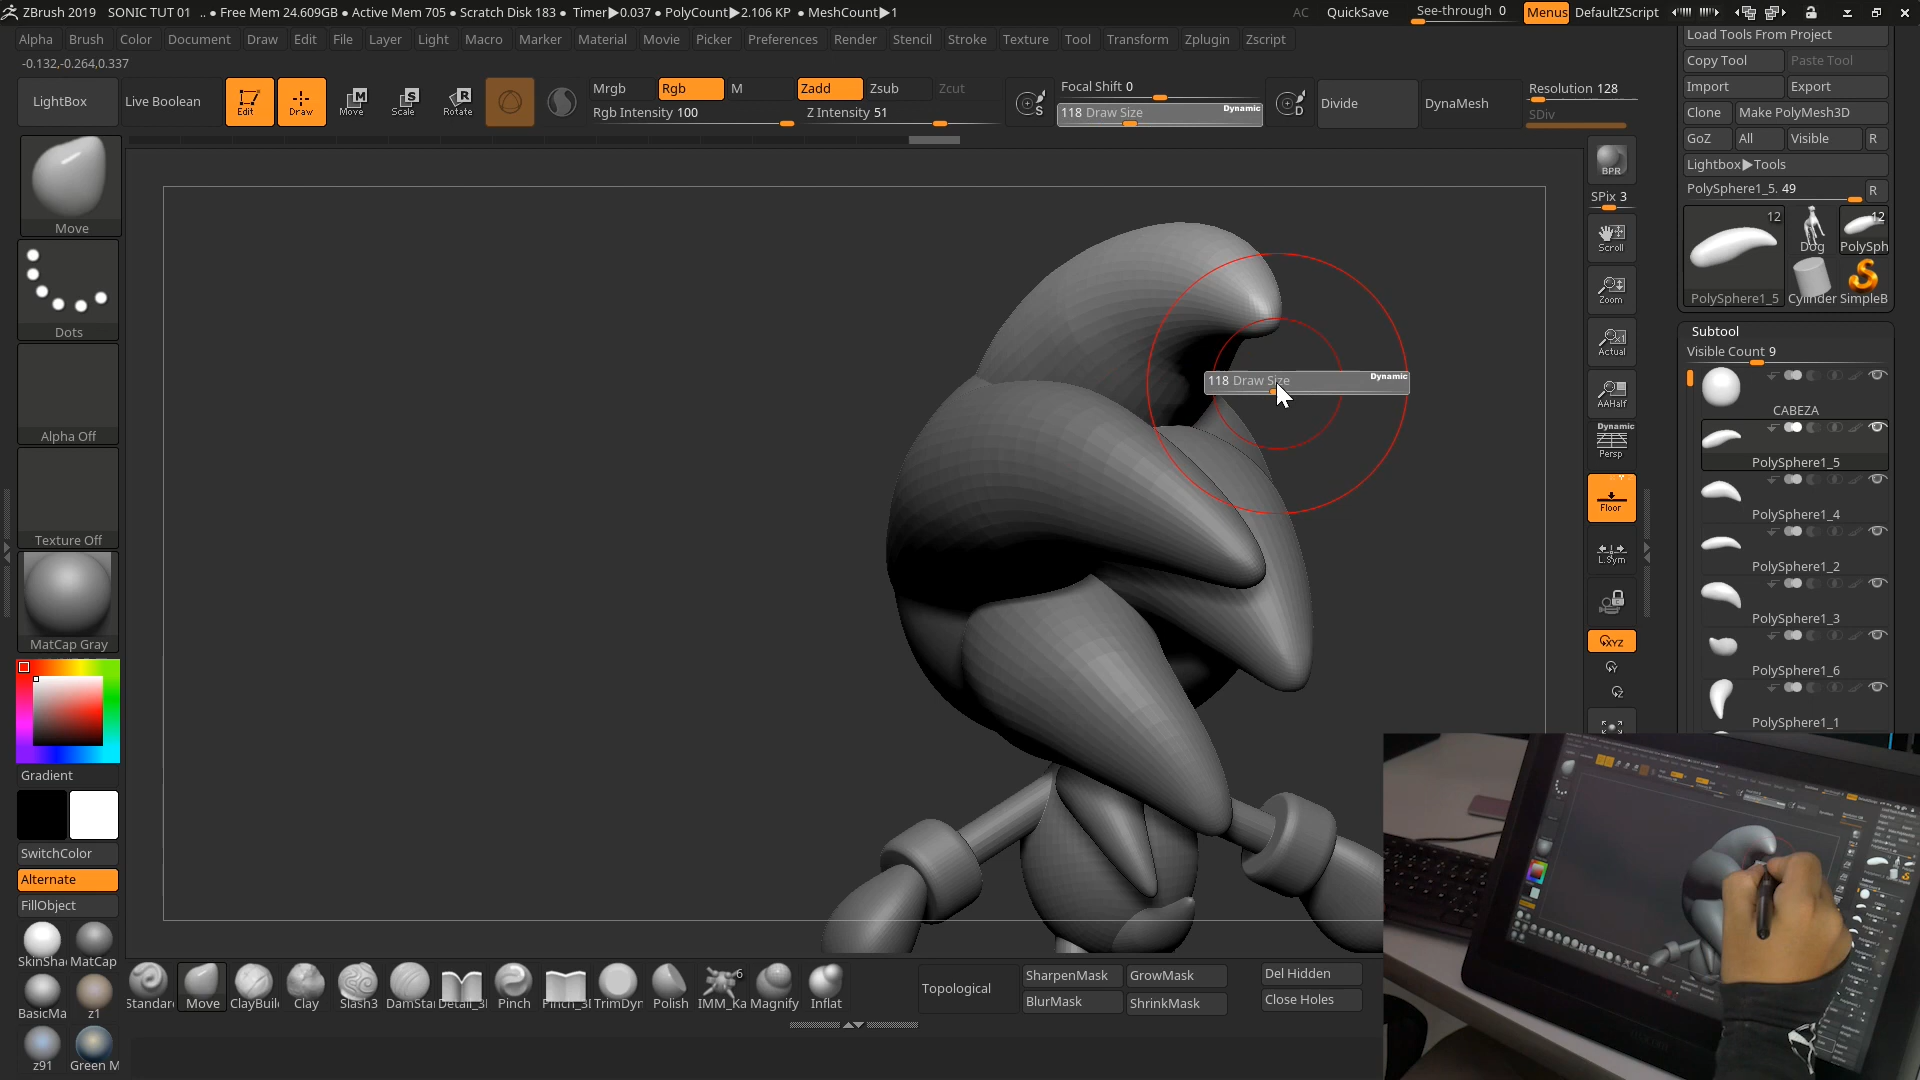 ZBrush 2019 SONIC TUT 01 .. ● Free Mem 24.609GB ● Active Mem 705 ● Scratch Disk 183 ● Timer▶0.037 ● PolyCount▶2.106 KP ● MeshCount▶1
AC QuickSave See-through 0 Menus DefaultZScript
Alpha Brush Color Document Draw Edit File Layer Light Macro Marker Material Movie Picker Preferences Render Stencil Stroke Texture Tool Transform Zplugin Zscript
-0.132,-0.264,0.337
LightBox
Live Boolean
Edit
Draw
Move
Scale
Rotate
Mrgb Rgb M Zadd Zsub Zcut
Rgb Intensity 100 Z Intensity 51
Focal Shift 0
118 Draw Size Dynamic
Divide
DynaMesh
Resolution 128
SDiv
Move
Dots
Alpha Off
Texture Off
MatCap Gray
Gradient
SwitchColor
Alternate
FillObject
SkinSha MatCap
BasicMa z1
z91 Green M
118 Draw Size Dynamic
BPR
SPix 3
Scroll
Zoom
Actual
AAHalf
Dynamic
Persp
Floor
L.Sym
XYZ
Y
Z
Load Tools From Project
Copy Tool Paste Tool
Import Export
Clone Make PolyMesh3D
GoZ All Visible R
Lightbox▶Tools
PolySphere1_5. 49 R
12
12
Dog PolySph
PolySphere1_5 Cylinder SimpleB
Subtool
Visible Count 9
CABEZA
PolySphere1_5
PolySphere1_4
PolySphere1_2
PolySphere1_3
PolySphere1_6
PolySphere1_1
Standard Move ClayBuil Clay Slash3 DamSta Detail_3 Pinch Pinch_3 TrimDyn Polish IMM_Ka Magnify Inflat
6
Topological
SharpenMask GrowMask
BlurMask ShrinkMask
Del Hidden
Close Holes